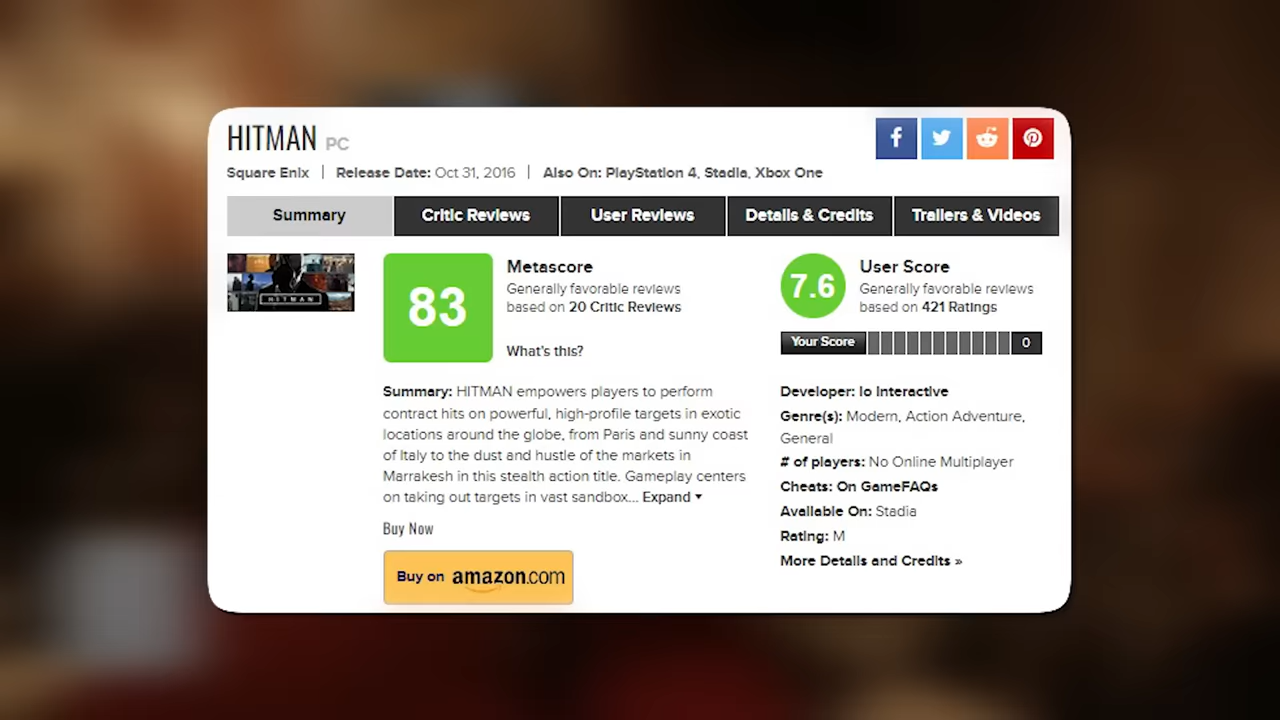 HITMAN PC
Square Enix | Release Date: Oct 31, 2016 | Also On: PlayStation 4, Stadia, Xbox One
Summary Critic Reviews User Reviews Details & Credits Trailers & Videos
HITMAN
83
Metascore
Generally favorable reviews
based on 20 Critic Reviews
What's this?
7.6
User Score
Generally favorable reviews
based on 421 Ratings
Your Score 0
Summary: HITMAN empowers players to perform
contract hits on powerful, high-profile targets in exotic
locations around the globe, from Paris and sunny coast
of Italy to the dust and hustle of the markets in
Marrakesh in this stealth action title. Gameplay centers
on taking out targets in vast sandbox... Expand
Buy Now
Buy on amazon.com
Developer: Io Interactive
Genre(s): Modern, Action Adventure,
General
# of players: No Online Multiplayer
Cheats: On GameFAQs
Available On: Stadia
Rating: M
More Details and Credits »